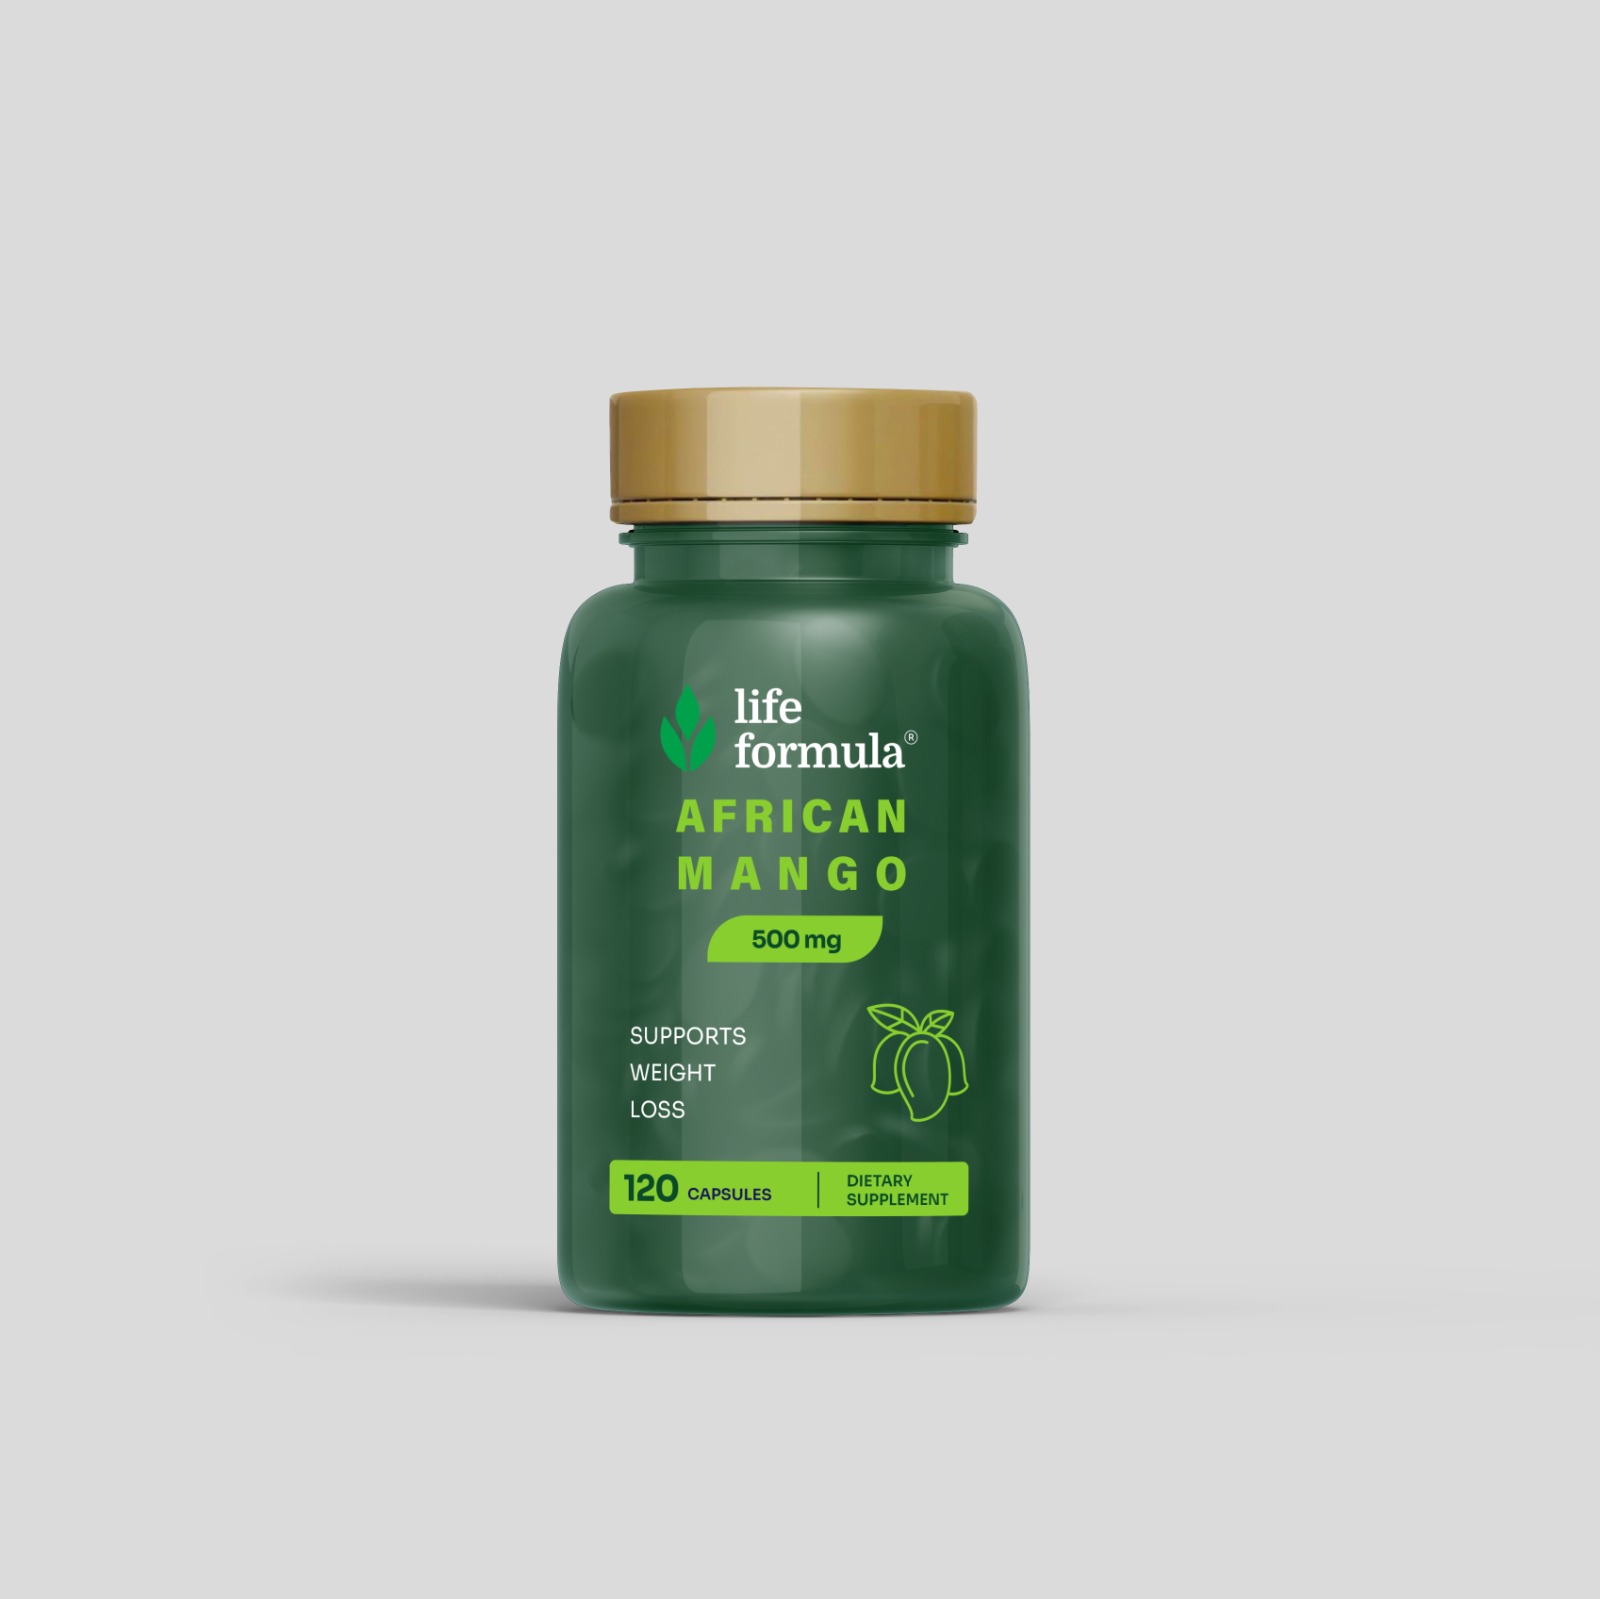 life
formula®
AFRICAN
MANGO
500 mg
SUPPORTS
WEIGHT
LOSS
120 CAPSULES
DIETARY
SUPPLEMENT